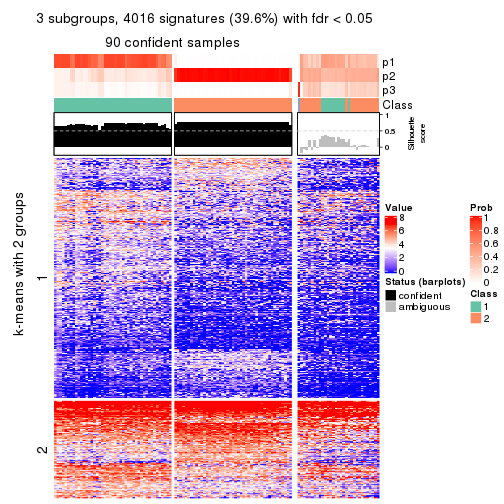 3 subgroups, 4016 signatures (39.6%) with fdr < 0.05
90 confident samples
p1
p2
p3
Class
1
0.5
0
Silhouette
score
k-means with 2 groups
1
2
Value
8
6
4
2
0
Status (barplots)
confident
ambiguous
Prob
1
0.8
0.6
0.4
0.2
0
Class
1
2